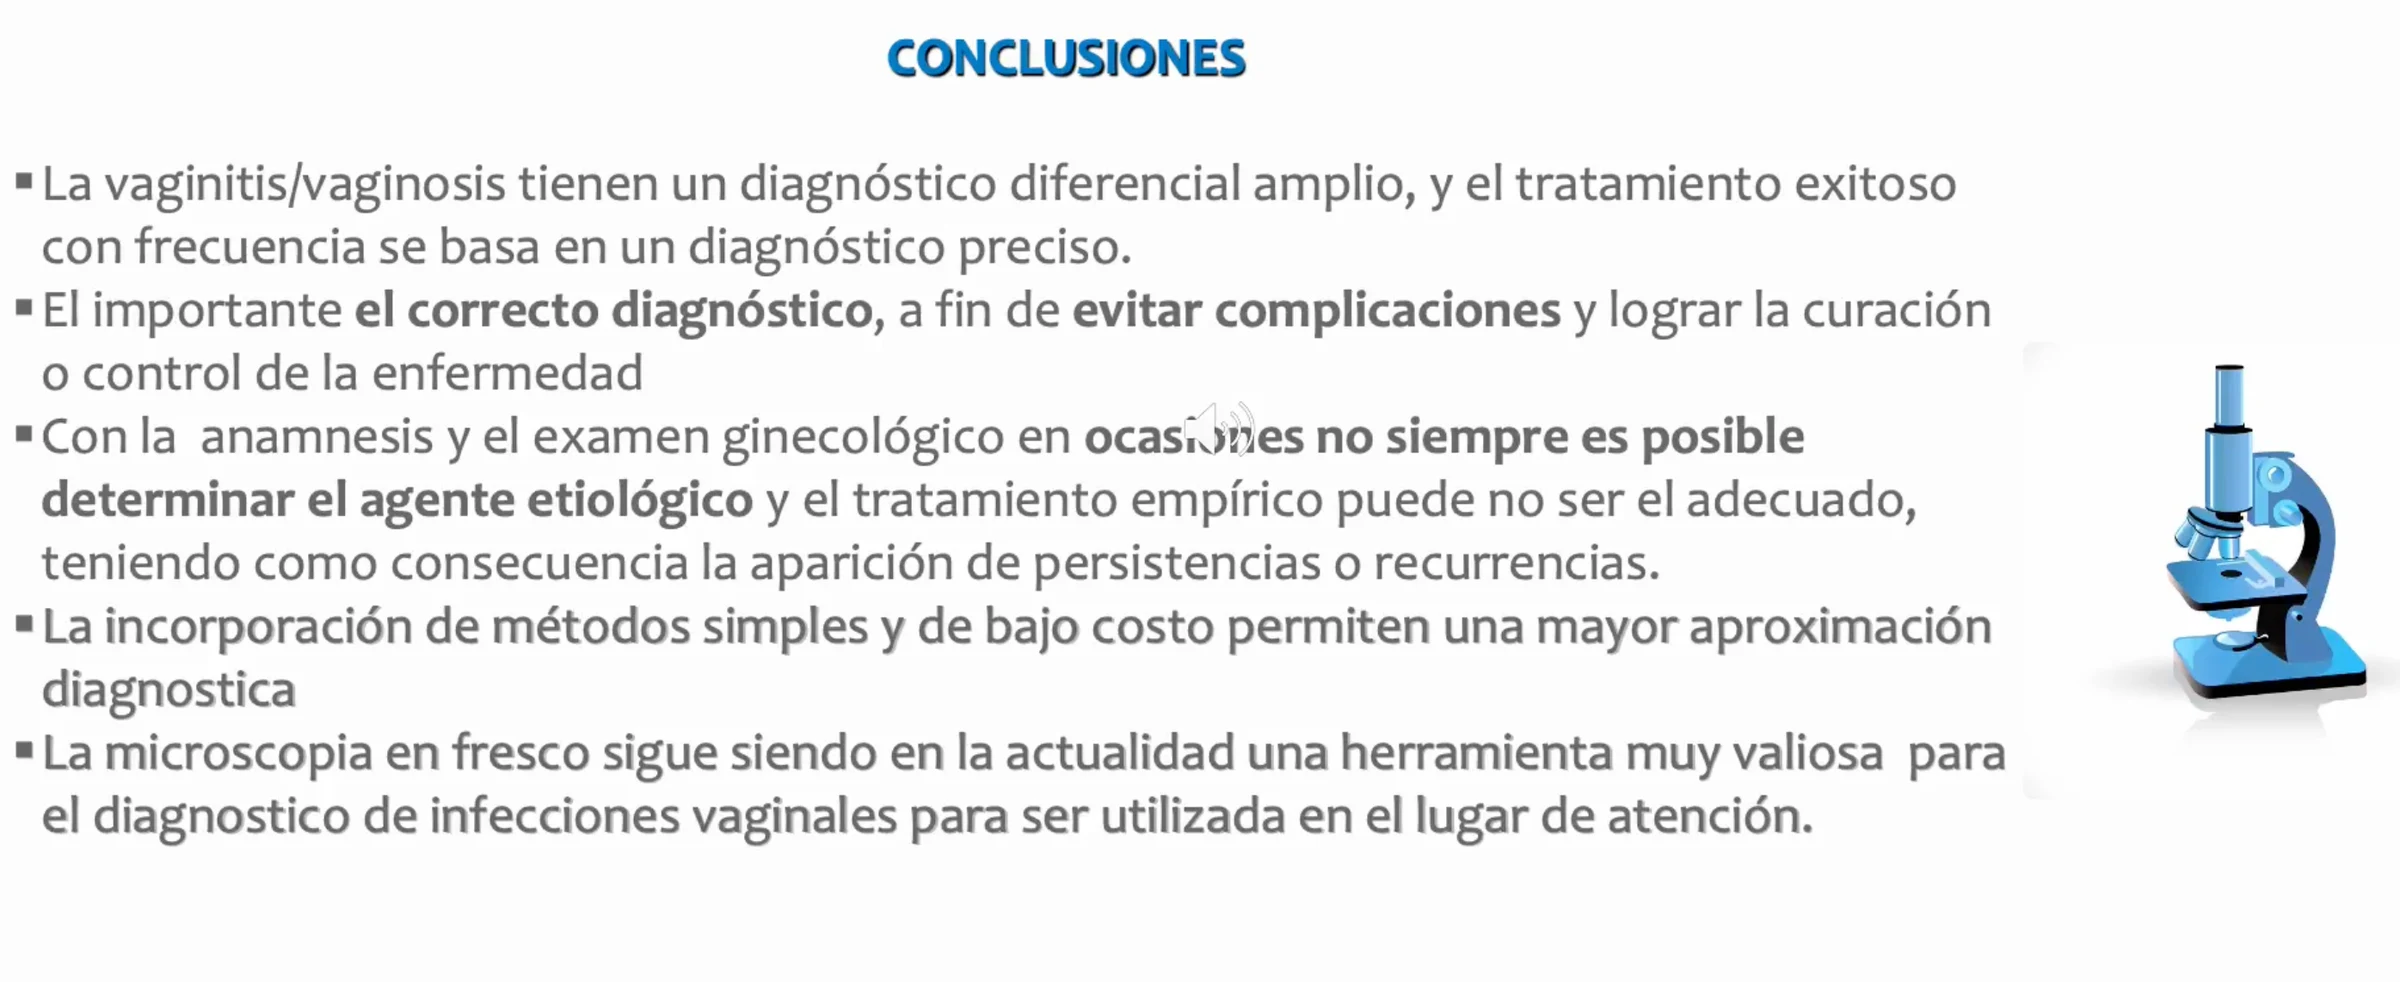 CONCLUSIONES
▪La vaginitis/vaginosis tienen un diagnóstico diferencial amplio, y el tratamiento exitoso
con frecuencia se basa en un diagnóstico preciso.
▪El importante el correcto diagnóstico, a fin de evitar complicaciones y lograr la curación
o control de la enfermedad
▪Con la anamnesis y el examen ginecológico en ocasiones no siempre es posible
determinar el agente etiológico y el tratamiento empírico puede no ser el adecuado,
teniendo como consecuencia la aparición de persistencias o recurrencias.
▪La incorporación de métodos simples y de bajo costo permiten una mayor aproximación
diagnostica
▪La microscopia en fresco sigue siendo en la actualidad una herramienta muy valiosa para
el diagnostico de infecciones vaginales para ser utilizada en el lugar de atención.